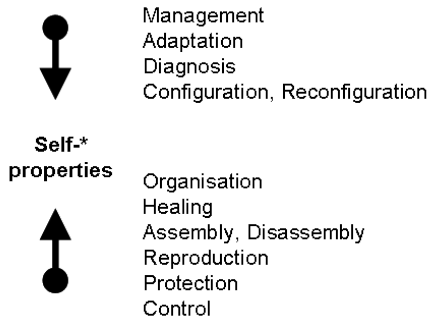 Management
Adaptation
Diagnosis
Configuration, Reconfiguration
Self-*
properties
Organisation
Healing
Assembly, Disassembly
Reproduction
Protection
Control